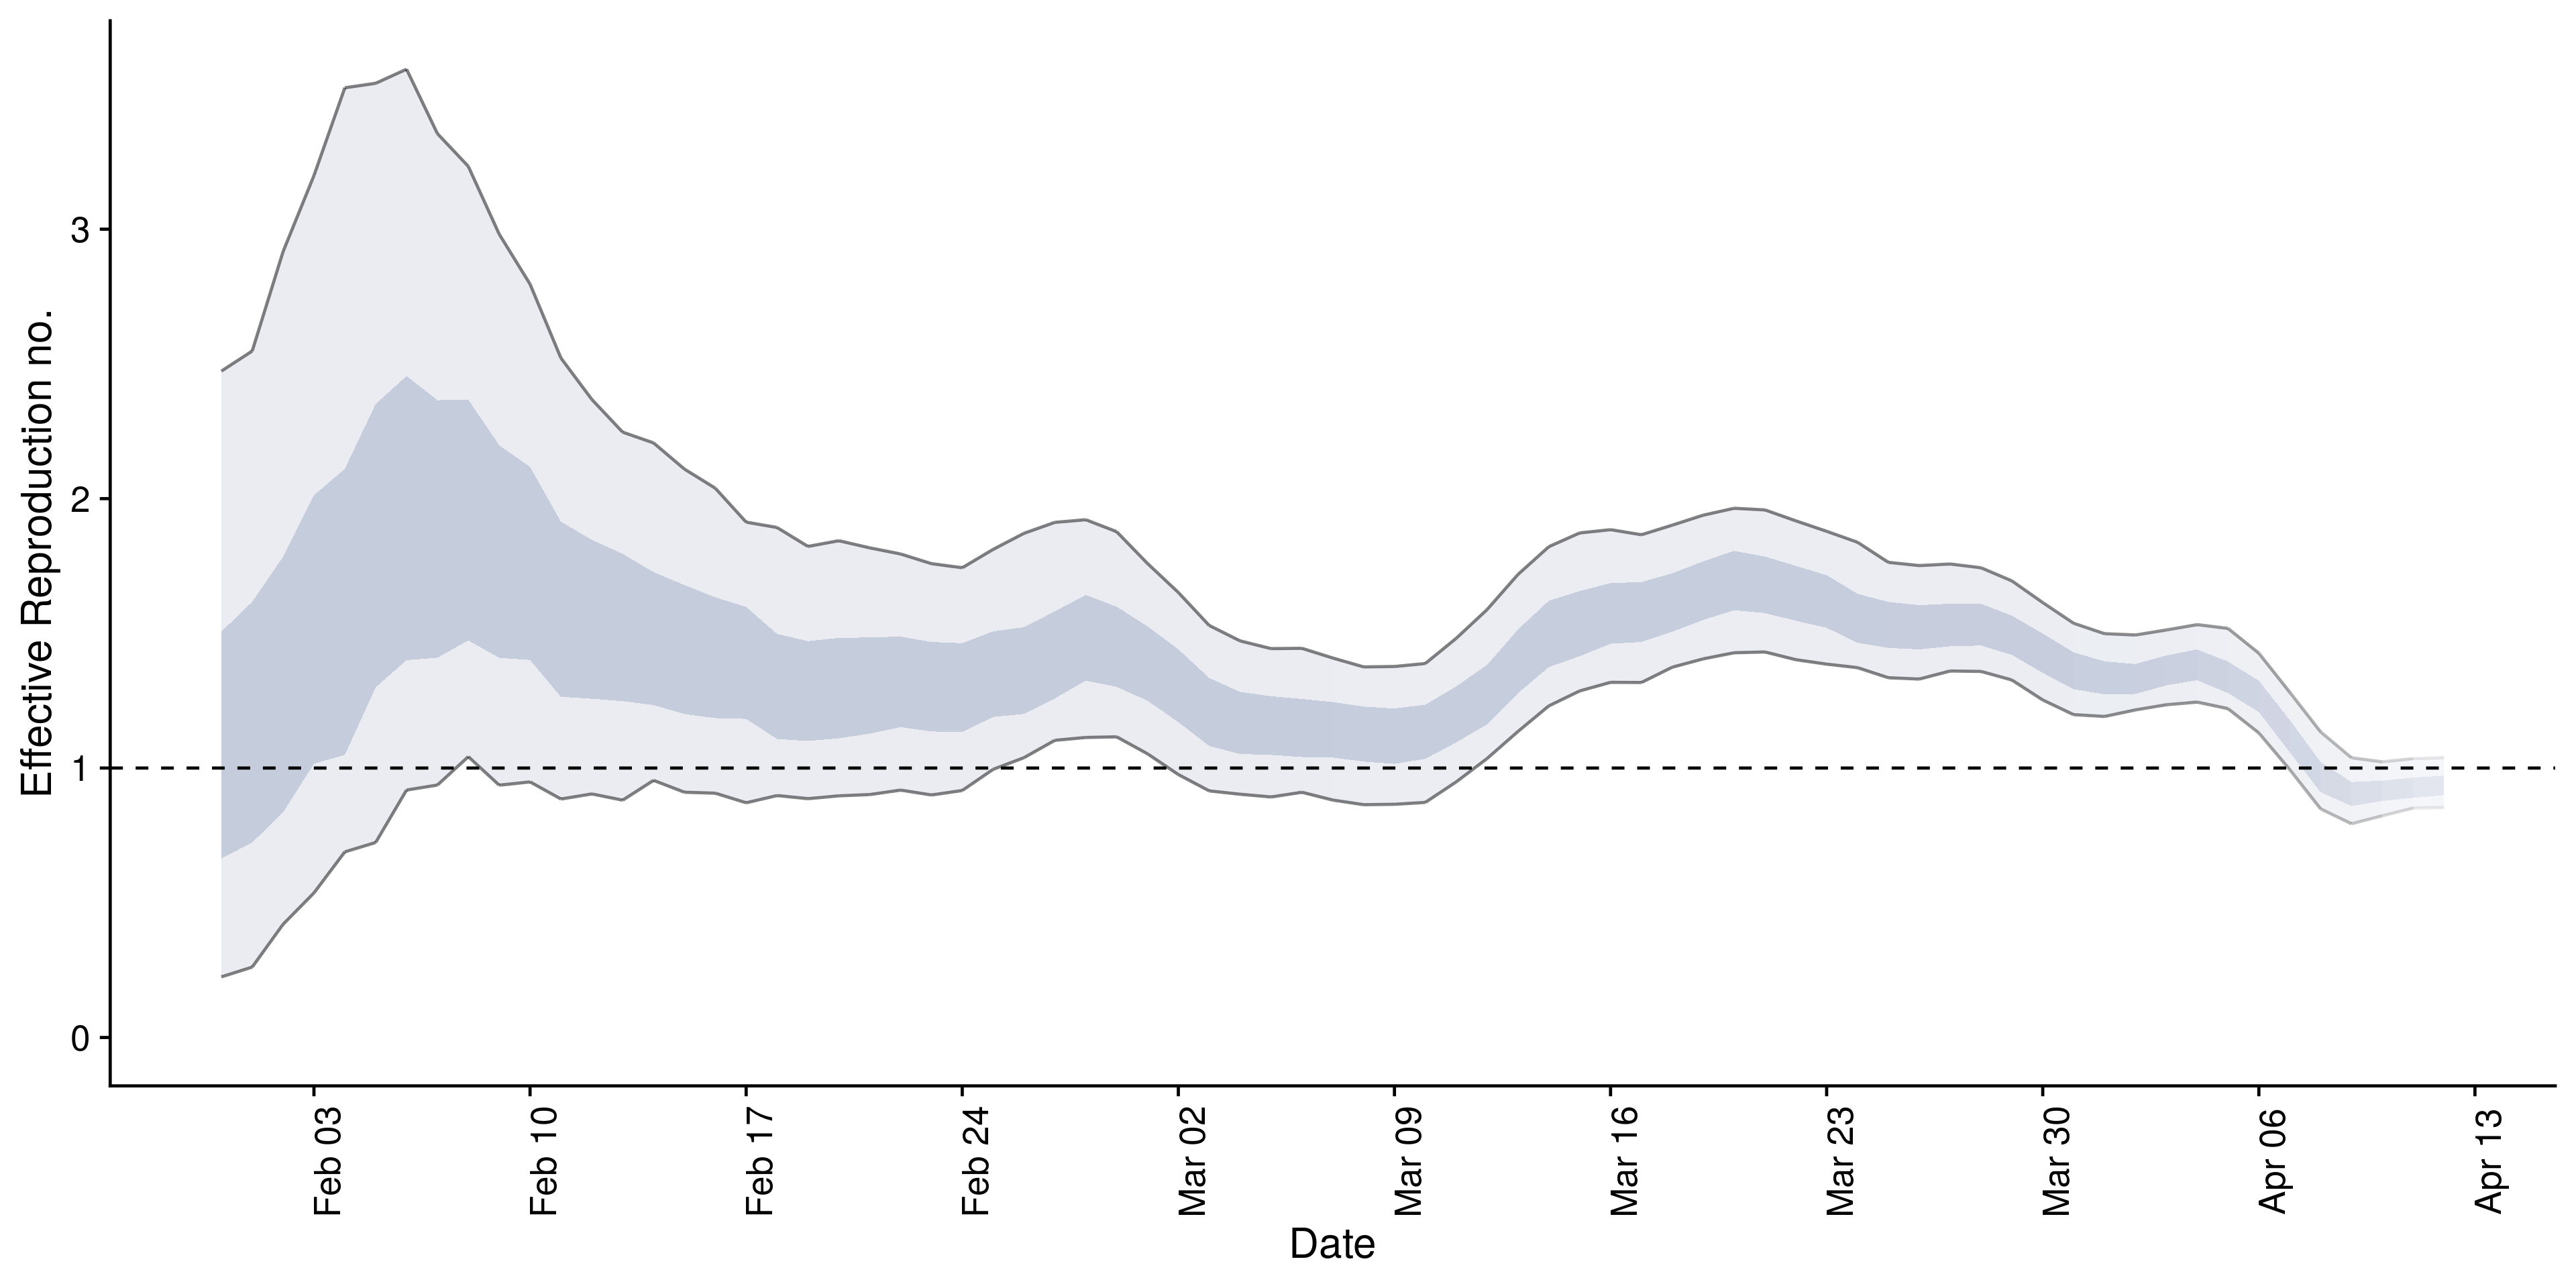 Effective Reproduction no.
3
2
1
0
Feb 03
Feb 10
Feb 17
Feb 24
Mar 02
Mar 09
Mar 16
Mar 23
Mar 30
Apr 06
Apr 13
Date